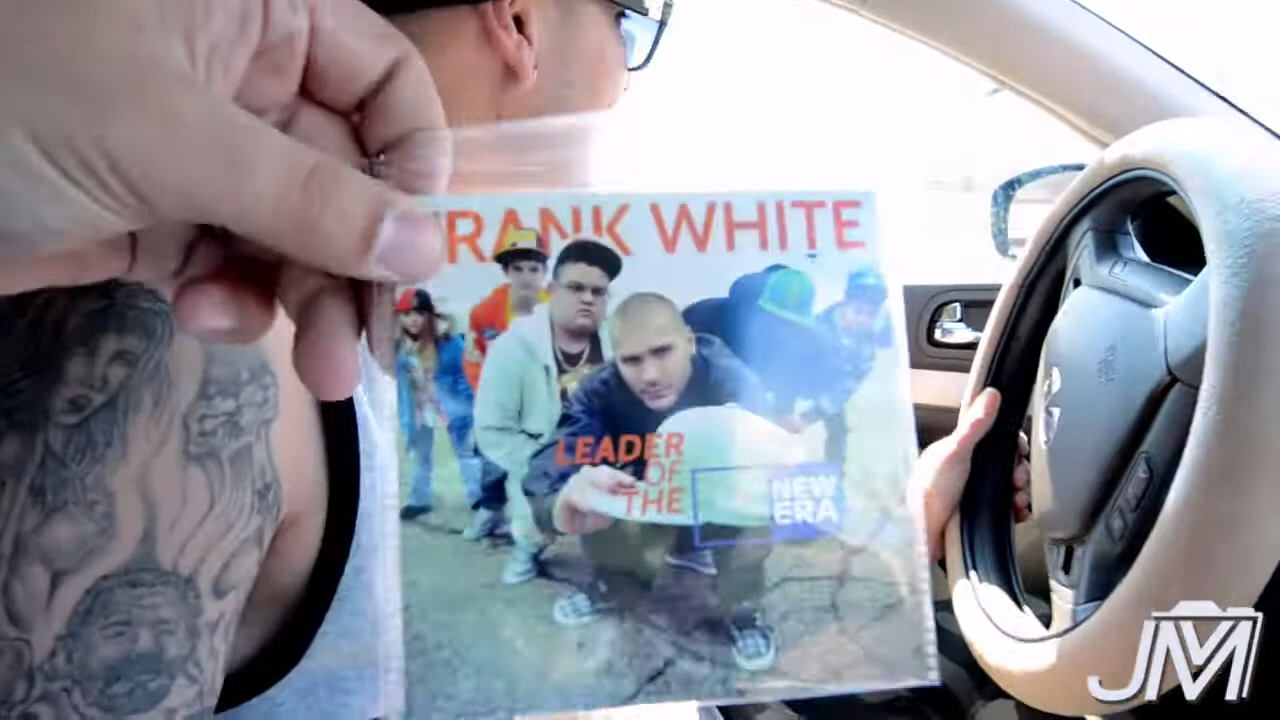 FRANK WHITE
LEADER
OF
THE
NEW
ERA
JM